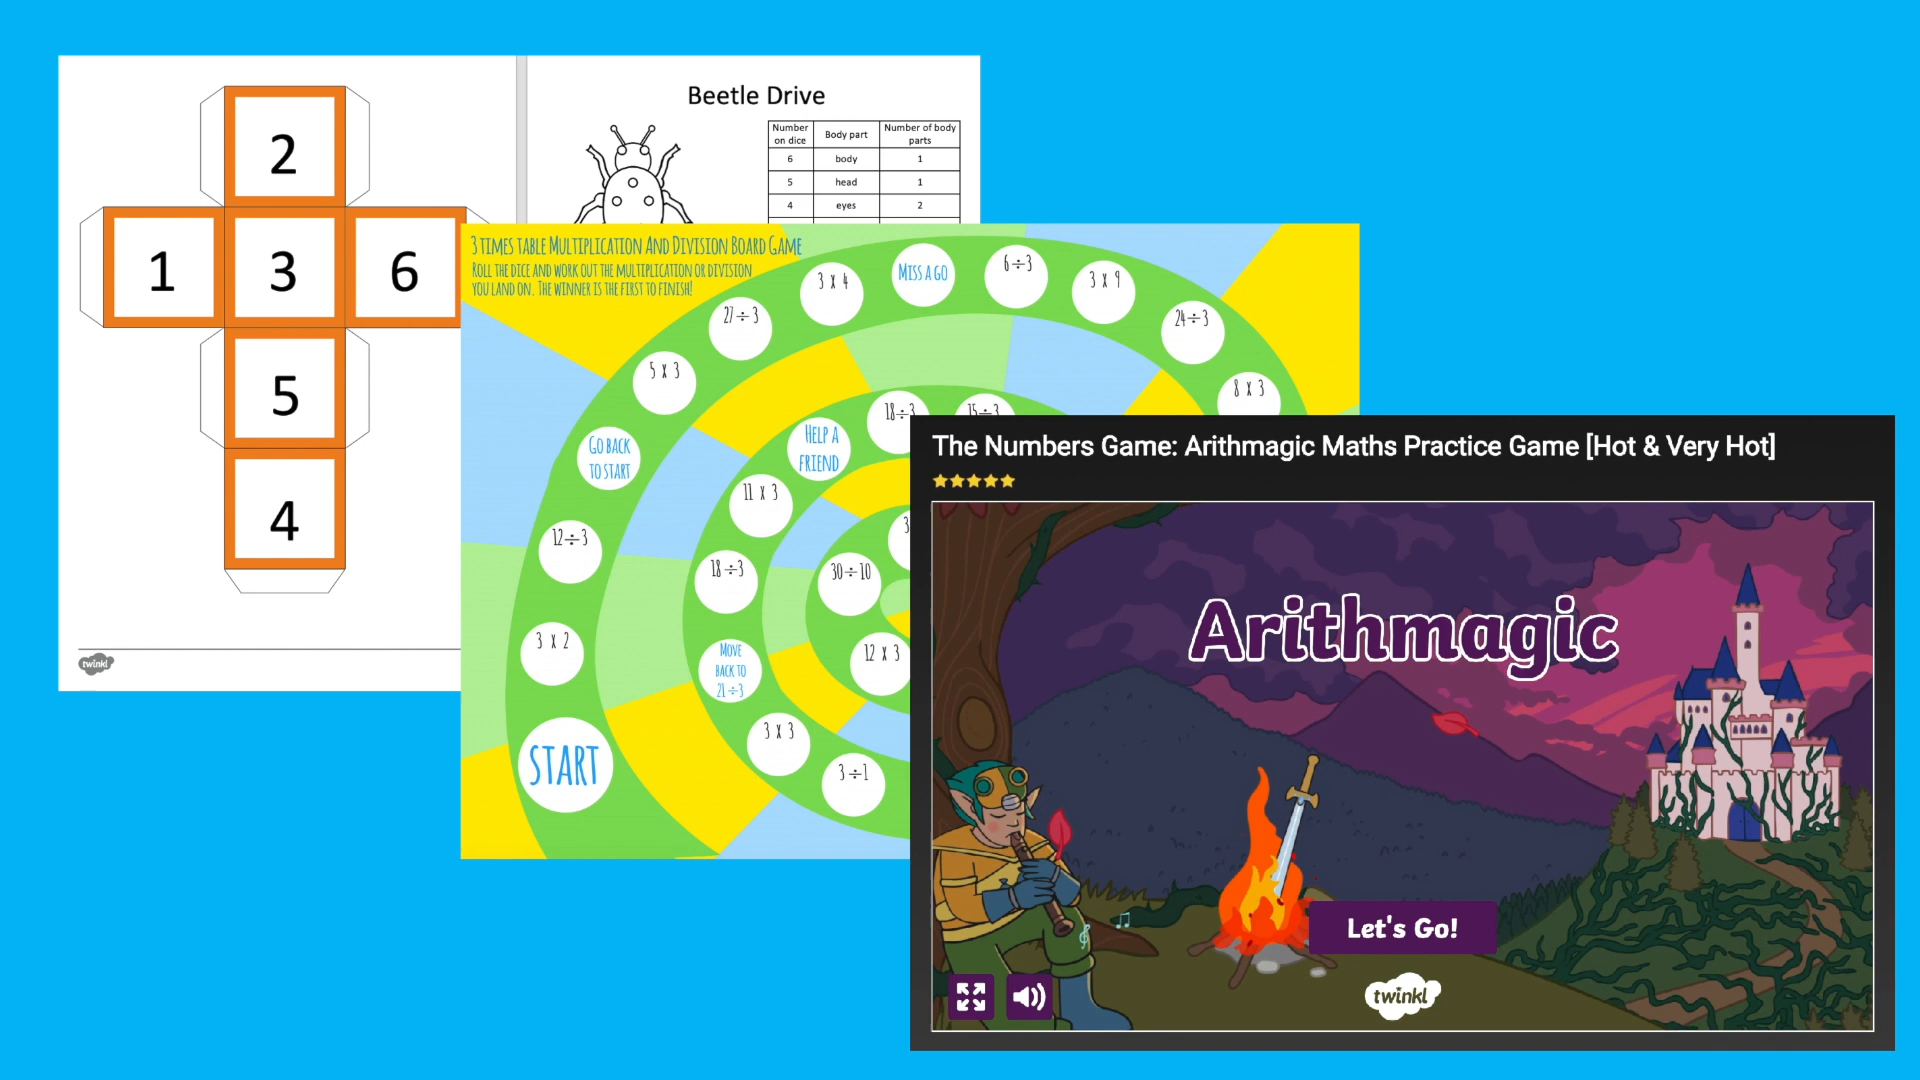 2
1 3 6
5
4
twinkl
Beetle Drive
Number on dice Body part Number of body parts
6 body 1
5 head 1
4 eyes 2
3 TIMES TABLE MULTIPLICATION AND DIVISION BOARD GAME
ROLL THE DICE AND WORK OUT THE MULTIPLICATION OR DIVISION
YOU LAND ON. THE WINNER IS THE FIRST TO FINISH!
START
3 x 2
12÷3
GO BACK
TO START
5 x 3
27÷3
3 x 4
MISS A GO
6÷3
3 x 9
24÷3
8 x 3
15÷3
18÷3
HELP A
FRIEND
11 x 3
18÷3
MOVE
BACK TO
21÷3
3 x 3
3÷1
30÷10
12 x 3
The Numbers Game: Arithmagic Maths Practice Game [Hot & Very Hot]
Arithmagic
Let's Go!
twinkl